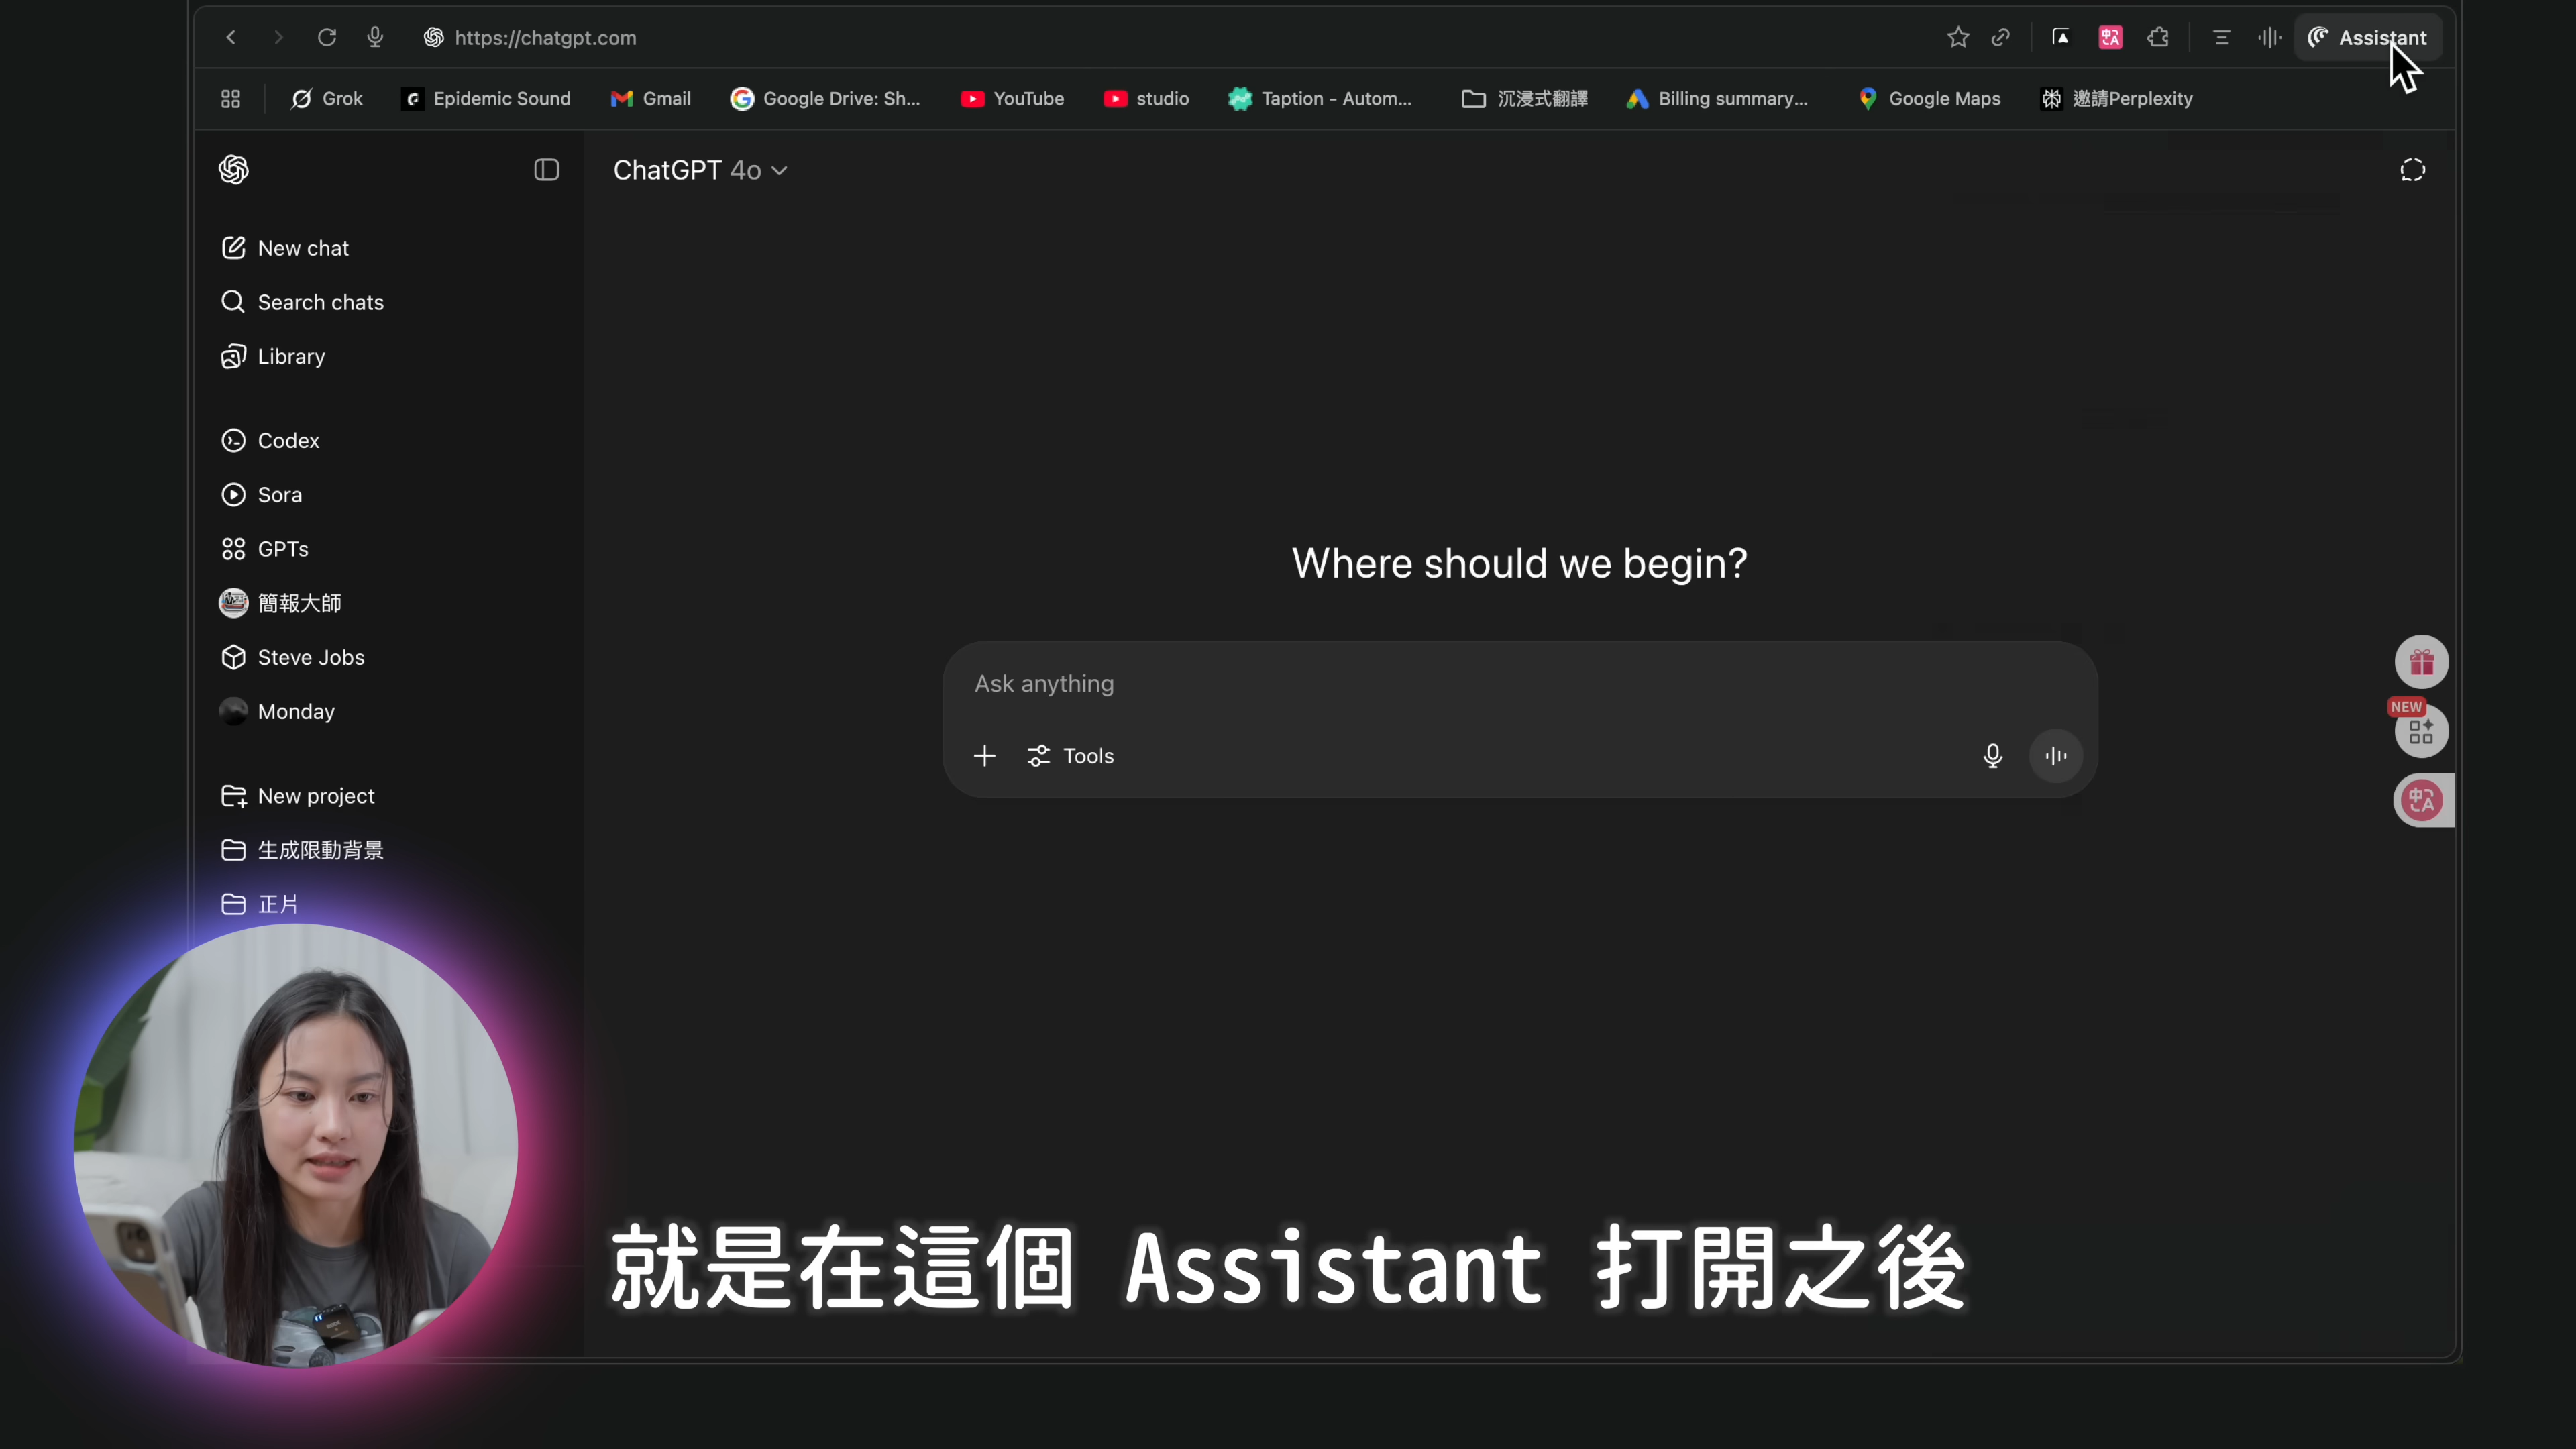 https://chatgpt.com
Assistant
Grok
Epidemic Sound
Gmail
Google Drive: Sh...
YouTube
studio
Taption - Autom...
沉浸式翻譯
Billing summary...
Google Maps
邀請Perplexity
ChatGPT 4o
New chat
Search chats
Library
Codex
Sora
GPTs
簡報大師
Steve Jobs
Monday
New project
生成限動背景
正片
Where should we begin?
Ask anything
Tools
NEW
就是在這個 Assistant 打開之後